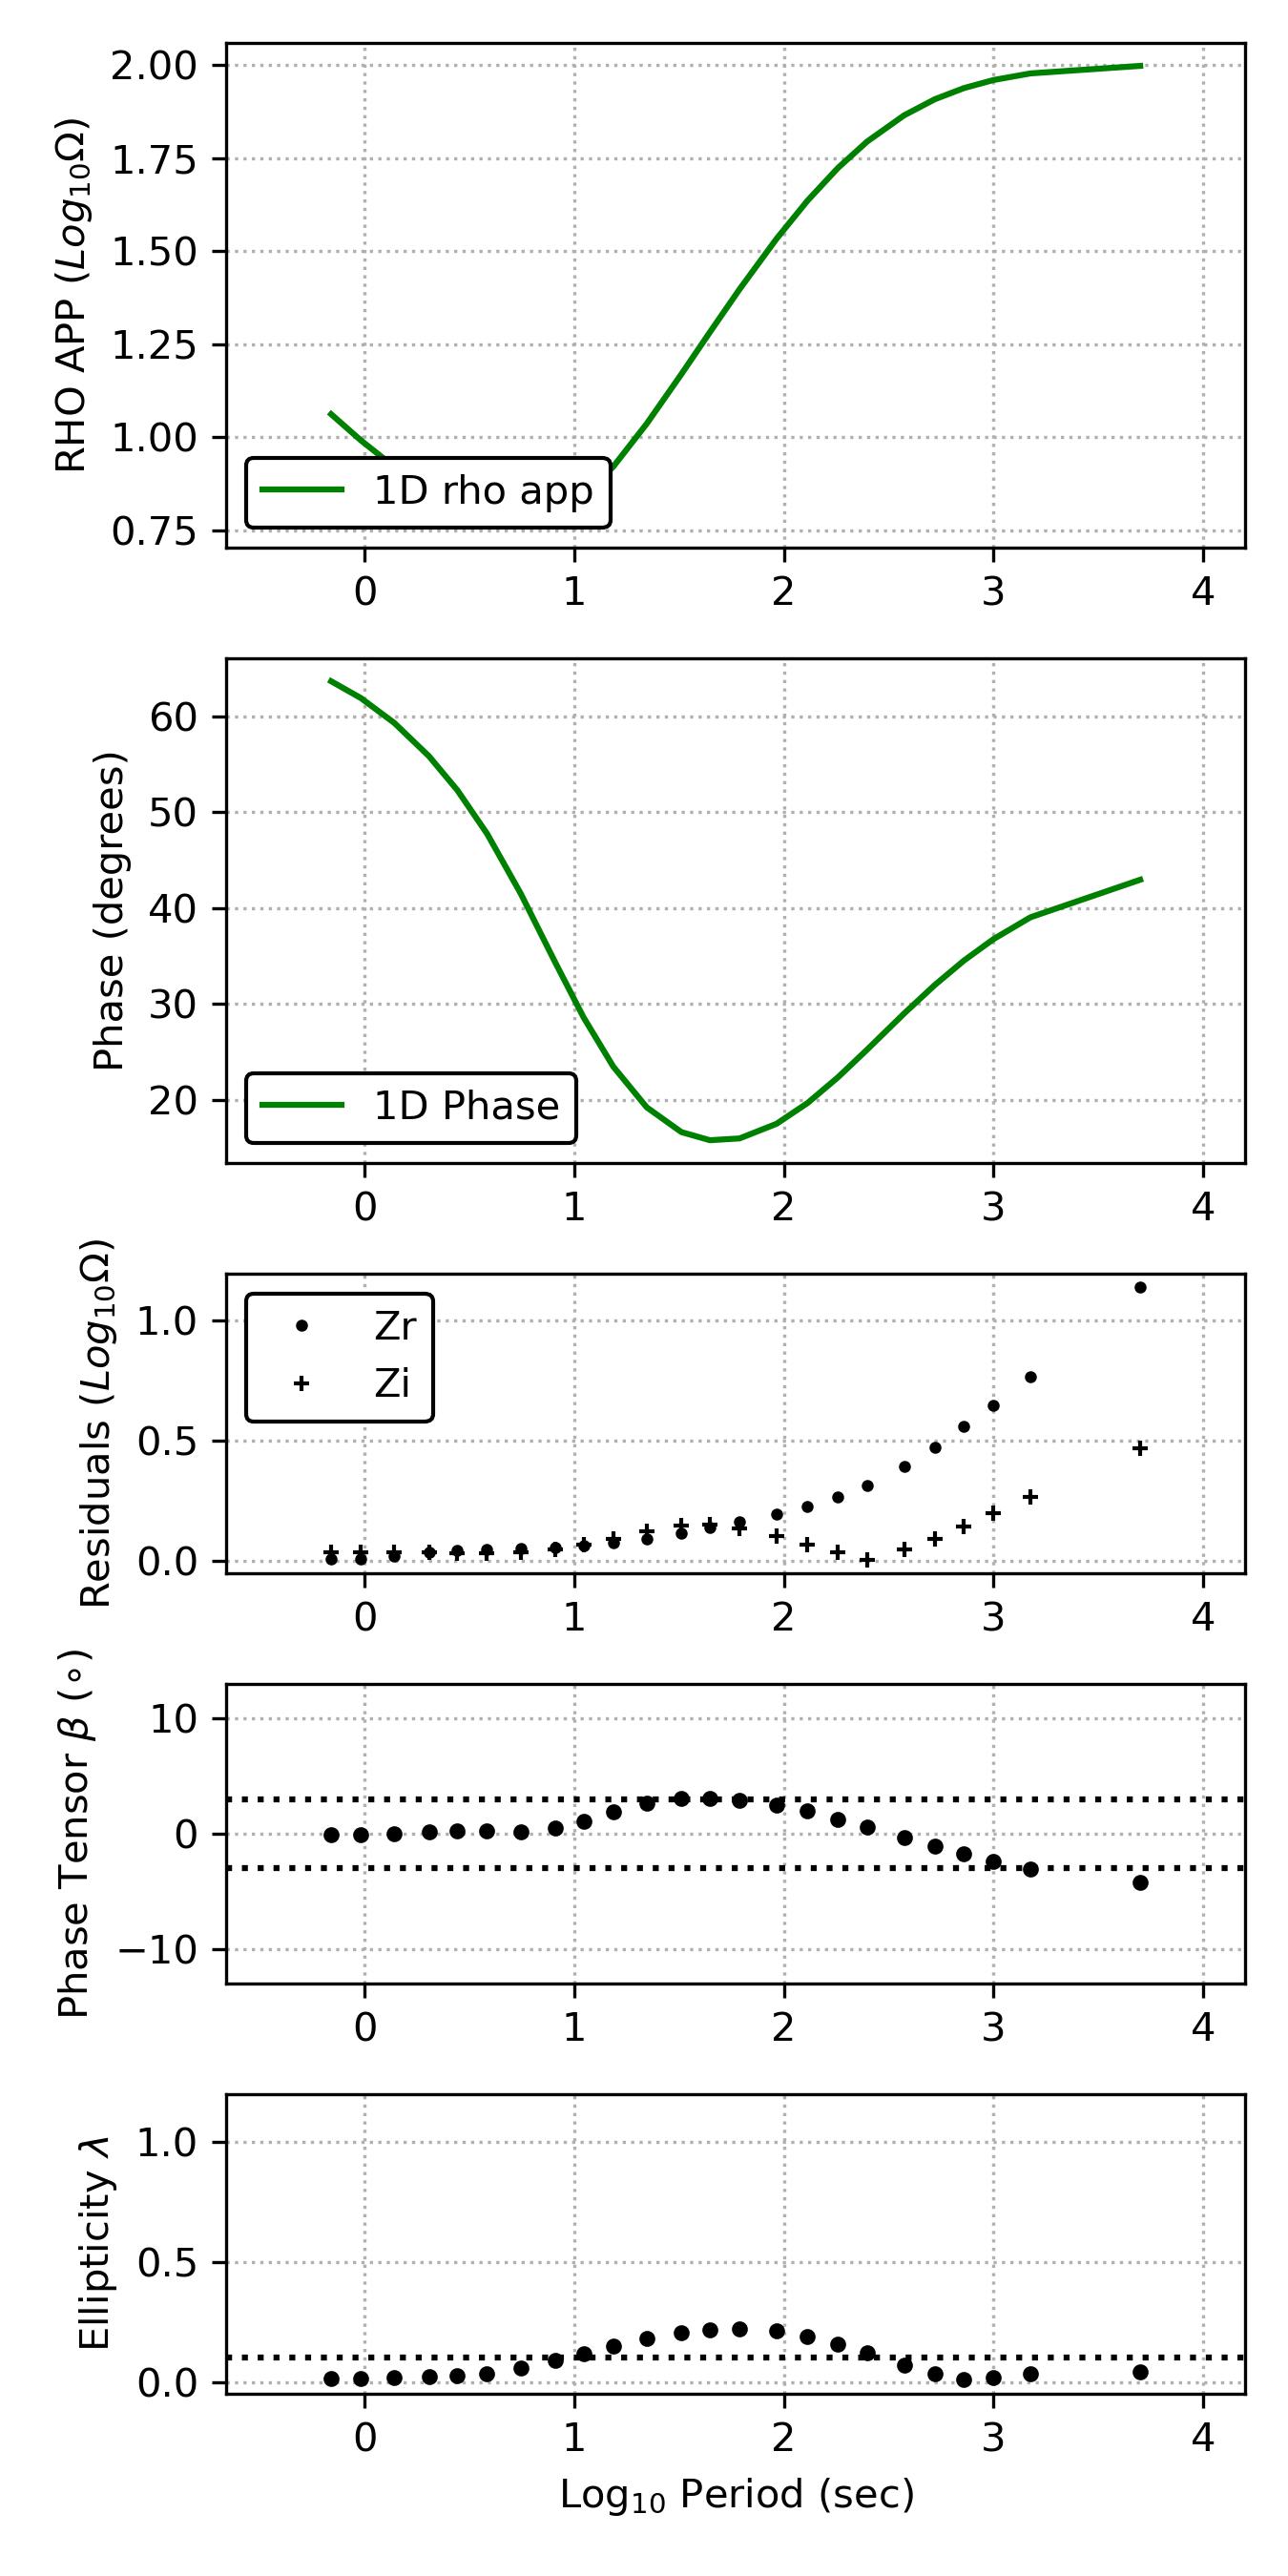 RHO APP (Log₁₀Ω)
2.00
1.75
1.50
1.25
1.00
0.75
1D rho app
0 1 2 3 4
Phase (degrees)
60
50
40
30
20
1D Phase
0 1 2 3 4
Residuals (Log₁₀Ω)
1.0
0.5
0.0
Zr
Zi
0 1 2 3 4
Phase Tensor β (∘)
10
0
−10
0 1 2 3 4
Ellipticity λ
1.0
0.5
0.0
0 1 2 3 4
Log₁₀ Period (sec)